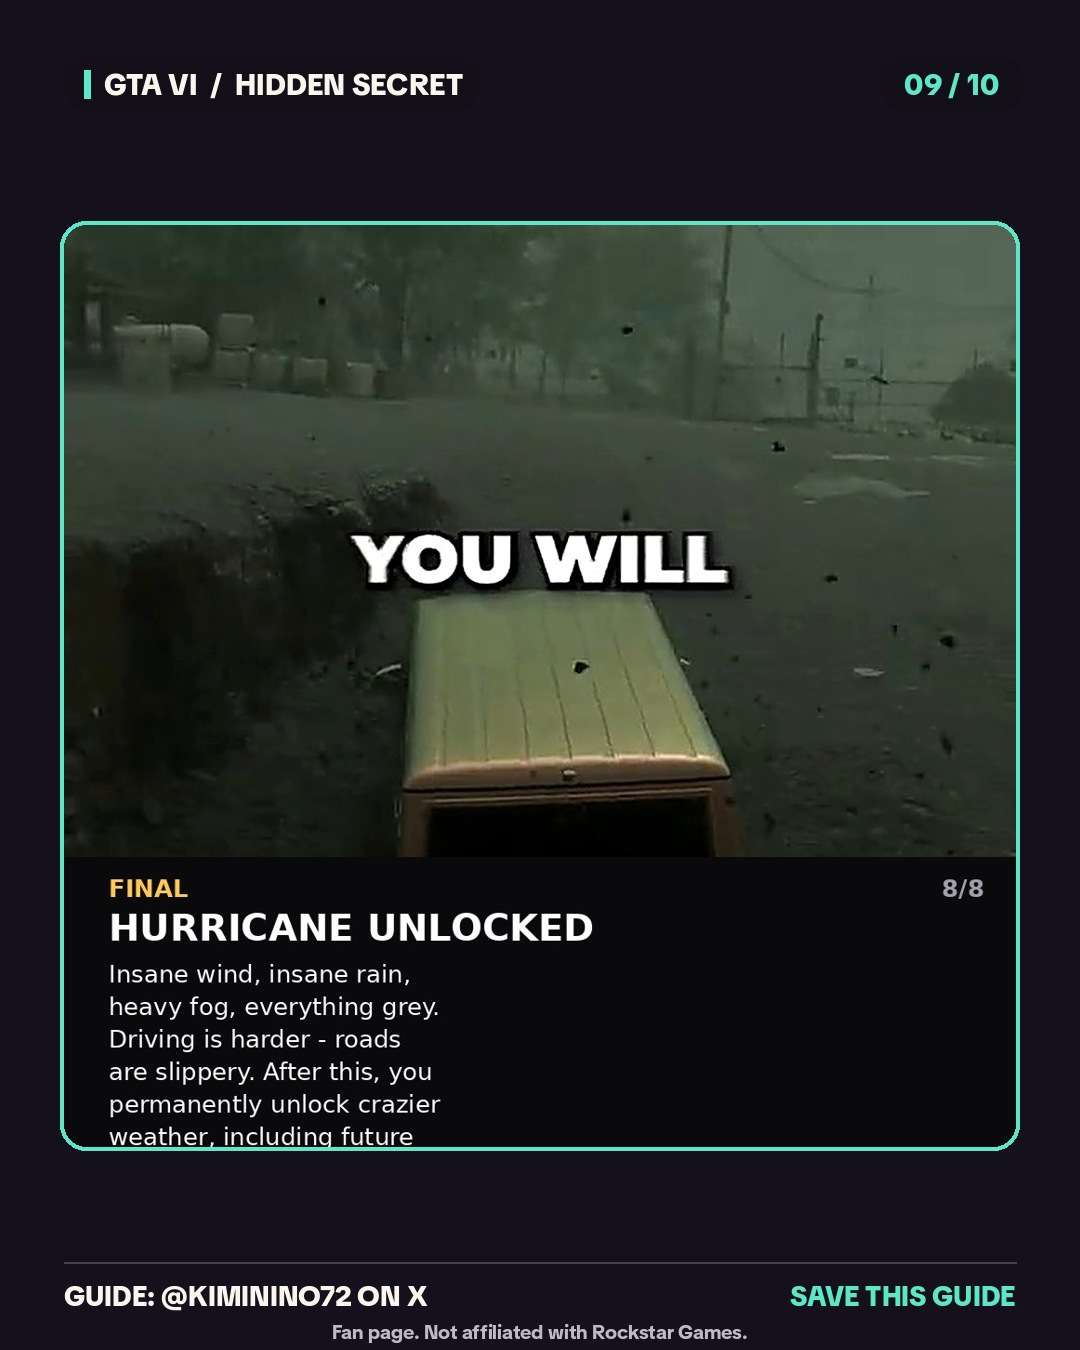 GTA VI / HIDDEN SECRET
09 / 10
YOU WILL
FINAL
8/8
HURRICANE UNLOCKED
Insane wind, insane rain,
heavy fog, everything grey.
Driving is harder - roads
are slippery. After this, you
permanently unlock crazier
weather, including future
GUIDE: @KIMININO72 ON X
SAVE THIS GUIDE
Fan page. Not affiliated with Rockstar Games.